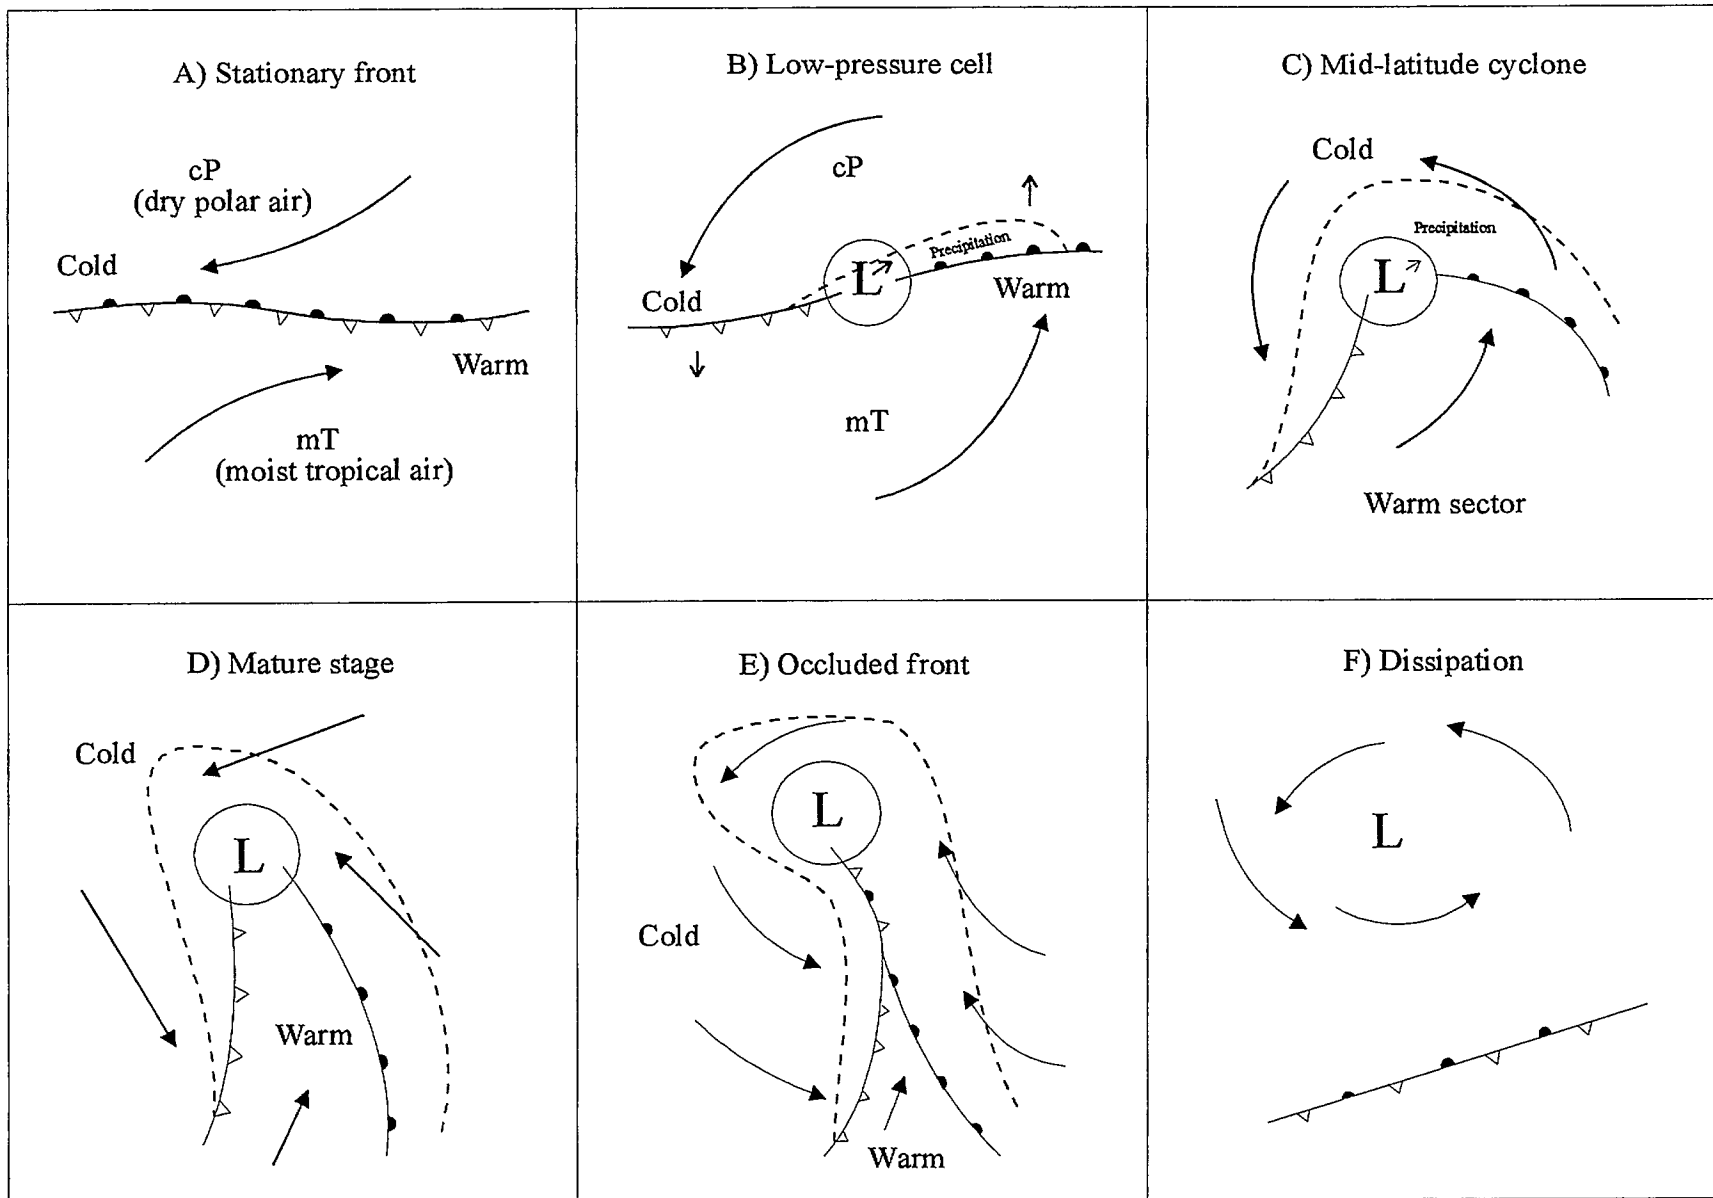 A) Stationary front
cP
(dry polar air)
Cold
Warm
mT
(moist tropical air)
B) Low-pressure cell
cP
Precipitation
L
Cold
Warm
mT
C) Mid-latitude cyclone
Cold
Precipitation
L
Warm sector
D) Mature stage
Cold
L
Warm
E) Occluded front
L
Cold
Warm
F) Dissipation
L